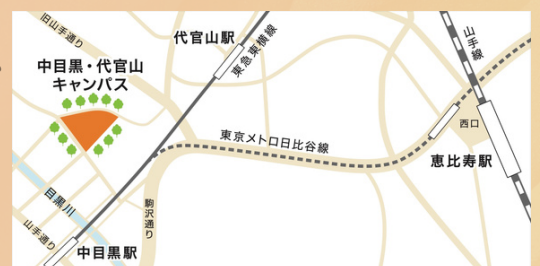 旧山手通り
代官山駅
東急東横線
山手線
中目黒・代官山
キャンパス
西口
東京メトロ日比谷線
恵比寿駅
目黒川
駒沢通り
山手通り
中目黒駅